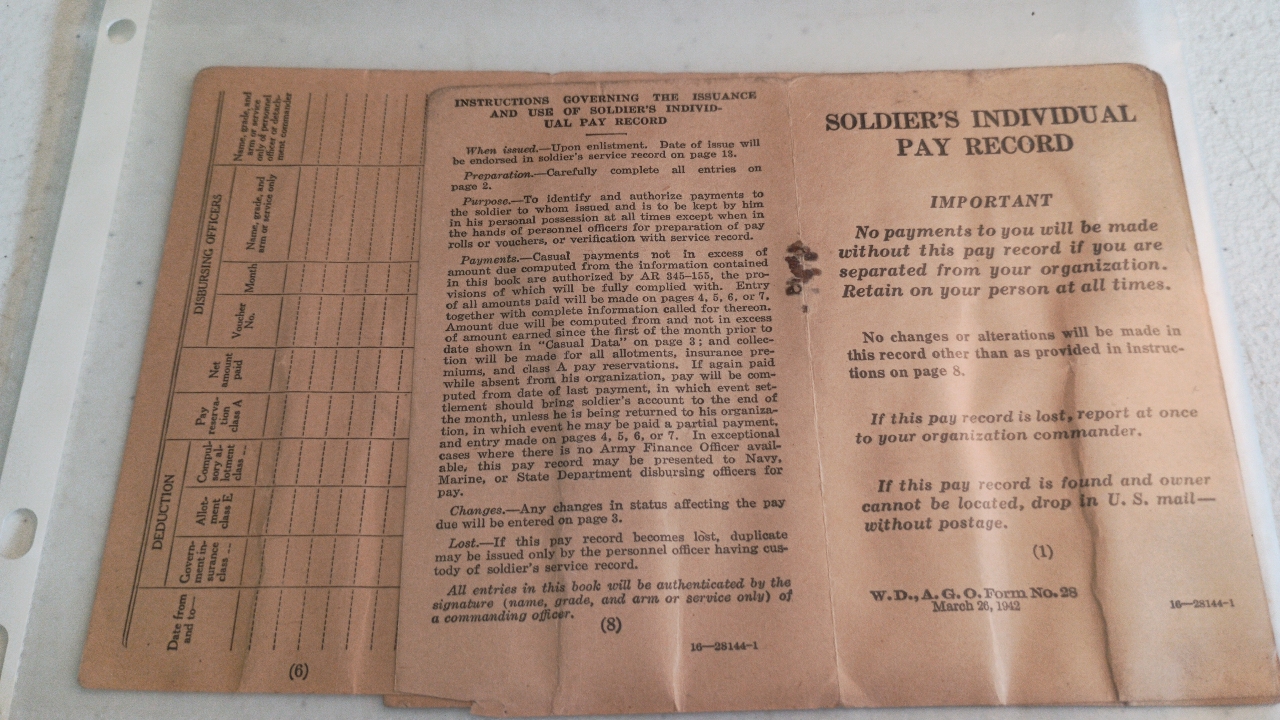 Name, grade, and
arm or service
only of personnel
officer or detach-
ment commander
DISBURSING OFFICERS
Name, grade, and
arm or service only
Month
Voucher
No.
Net
amount
paid
DEDUCTION
Pay
reserva-
tion
class A
Compul-
sory al-
lotment
class --
Allot-
ment
class E
Govern-
ment in-
surance
class --
Date from
and to—
(6)
INSTRUCTIONS GOVERNING THE ISSUANCE
AND USE OF SOLDIER'S INDIVID-
UAL PAY RECORD
When issued.—Upon enlistment. Date of issue will
be endorsed in soldier's service record on page 13.
Preparation.—Carefully complete all entries on
page 2.
Purpose.—To identify and authorize payments to
the soldier to whom issued and is to be kept by him
in his personal possession at all times except when in
the hands of personnel officers for preparation of pay
rolls or vouchers, or verification with service record.
Payments.—Casual payments not in excess of
amount due computed from the information contained
in this book are authorized by AR 345–155, the pro-
visions of which will be fully complied with. Entry
of all amounts paid will be made on pages 4, 5, 6, or 7,
together with complete information called for thereon.
Amount due will be computed from and not in excess
of amount earned since the first of the month prior to
date shown in "Casual Data" on page 3; and collec-
tion will be made for all allotments, insurance pre-
miums, and class A pay reservations. If again paid
while absent from his organization, pay will be com-
puted from date of last payment, in which event set-
tlement should bring soldier's account to the end of
the month, unless he is being returned to his organiza-
tion, in which event he may be paid a partial payment,
and entry made on pages 4, 5, 6, or 7. In exceptional
cases where there is no Army Finance Officer avail-
able, this pay record may be presented to Navy,
Marine, or State Department disbursing officers for
pay.
Changes.—Any changes in status affecting the pay
due will be entered on page 3.
Lost.—If this pay record becomes lost, duplicate
may be issued only by the personnel officer having cus-
tody of soldier's service record.
All entries in this book will be authenticated by the
signature (name, grade, and arm or service only) of
a commanding officer.
(8)
16—28144-1
SOLDIER'S INDIVIDUAL
PAY RECORD
IMPORTANT
No payments to you will be made
without this pay record if you are
separated from your organization.
Retain on your person at all times.
No changes or alterations will be made in
this record other than as provided in instruc-
tions on page 8.
If this pay record is lost, report at once
to your organization commander.
If this pay record is found and owner
cannot be located, drop in U. S. mail—
without postage.
(1)
W. D., A. G. O. Form No. 28
March 26, 1942
16—28144-1